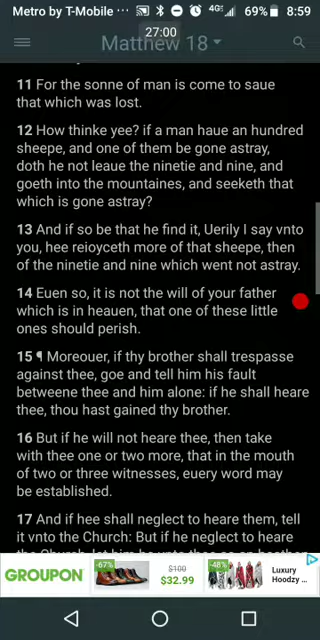 Metro by T-Mobile ··· 4G 69% 8:59
27:00
Matthew 18
11 For the sonne of man is come to saue
that which was lost.
12 How thinke yee? if a man haue an hundred
sheepe, and one of them be gone astray,
doth he not leaue the ninetie and nine, and
goeth into the mountaines, and seeketh that
which is gone astray?
13 And if so be that he find it, Uerily I say vnto
you, hee reioyceth more of that sheepe, then
of the ninetie and nine which went not astray.
14 Euen so, it is not the will of your father
which is in heauen, that one of these little
ones should perish.
15 ¶ Moreouer, if thy brother shall trespasse
against thee, goe and tell him his fault
betweene thee and him alone: if he shall heare
thee, thou hast gained thy brother.
16 But if he will not heare thee, then take
with thee one or two more, that in the mouth
of two or three witnesses, euery word may
be established.
17 And if hee shall neglect to heare them, tell
it vnto the Church: But if he neglect to heare
GROUPON
-67%
$100
$32.99
-48%
Luxury
Hoodzy ...